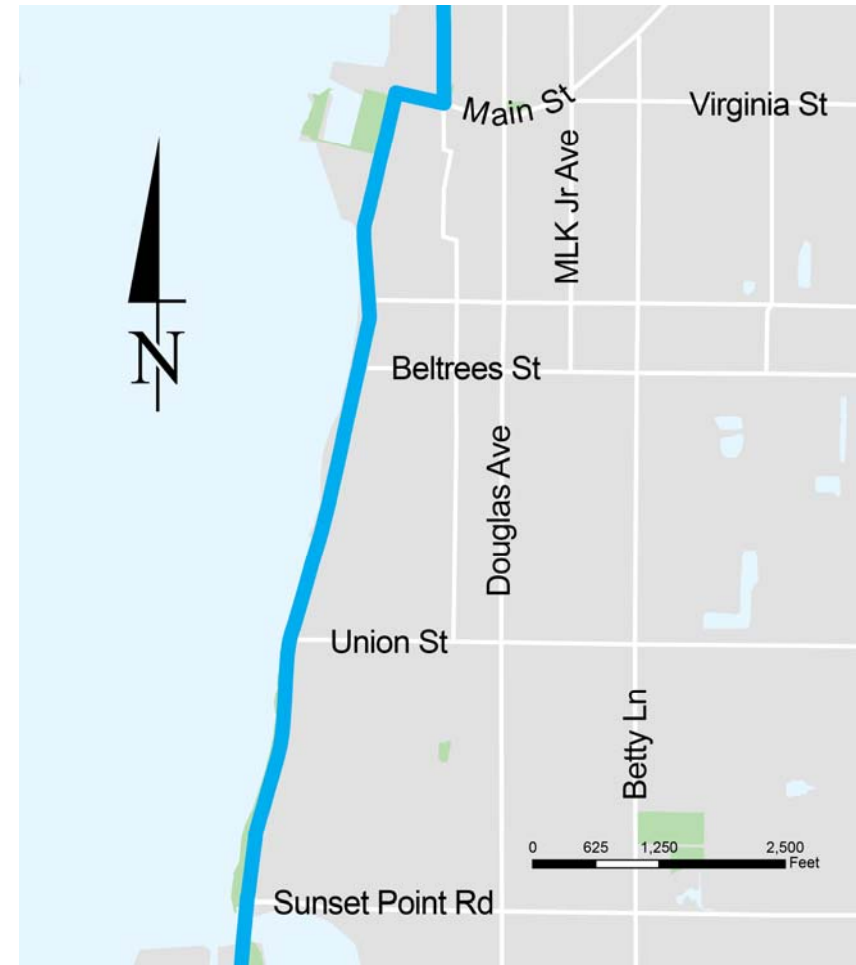 Main St
Virginia St
MLK Jr Ave
N
Beltrees St
Douglas Ave
Union St
Betty Ln
0 625 1,250 2,500
Feet
Sunset Point Rd